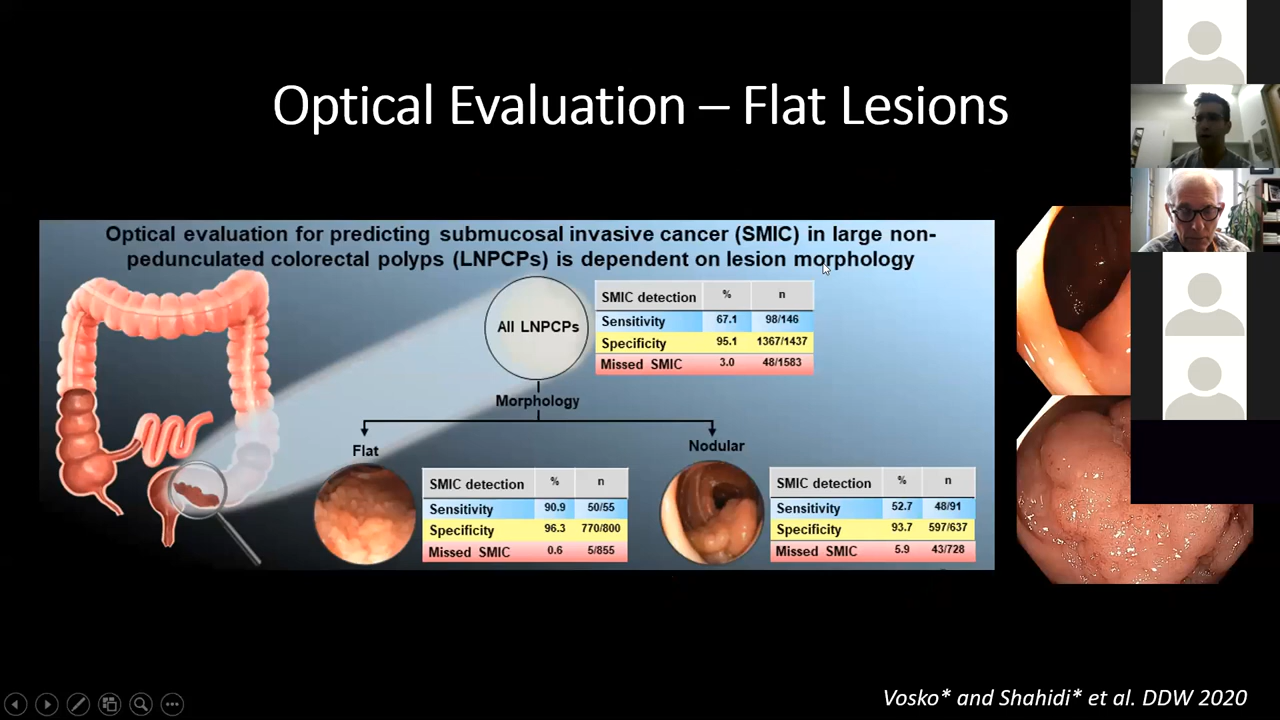 Optical Evaluation – Flat Lesions
Optical evaluation for predicting submucosal invasive cancer (SMIC) in large non-
pedunculated colorectal polyps (LNPCPs) is dependent on lesion morphology
All LNPCPs
SMIC detection % n
Sensitivity 67.1 98/146
Specificity 95.1 1367/1437
Missed SMIC 3.0 48/1583
Morphology
Flat
SMIC detection % n
Sensitivity 90.9 50/55
Specificity 96.3 770/800
Missed SMIC 0.6 5/855
Nodular
SMIC detection % n
Sensitivity 52.7 48/91
Specificity 93.7 597/637
Missed SMIC 5.9 43/728
Vosko* and Shahidi* et al. DDW 2020